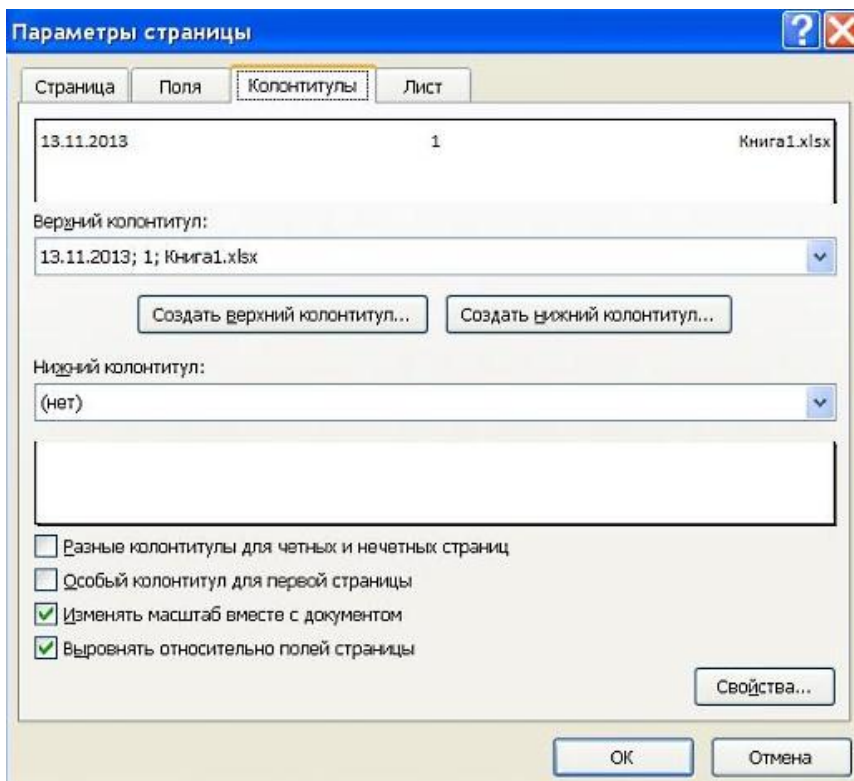 Параметры страницы
Страница Поля Колонтитулы Лист
13.11.2013 1 Книга1.xlsx
Верхний колонтитул:
13.11.2013; 1; Книга1.xlsx
Создать верхний колонтитул... Создать нижний колонтитул...
Нижний колонтитул:
(нет)
Разные колонтитулы для четных и нечетных страниц
Особый колонтитул для первой страницы
Изменять масштаб вместе с документом
Выровнять относительно полей страницы
Свойства...
ОК Отмена